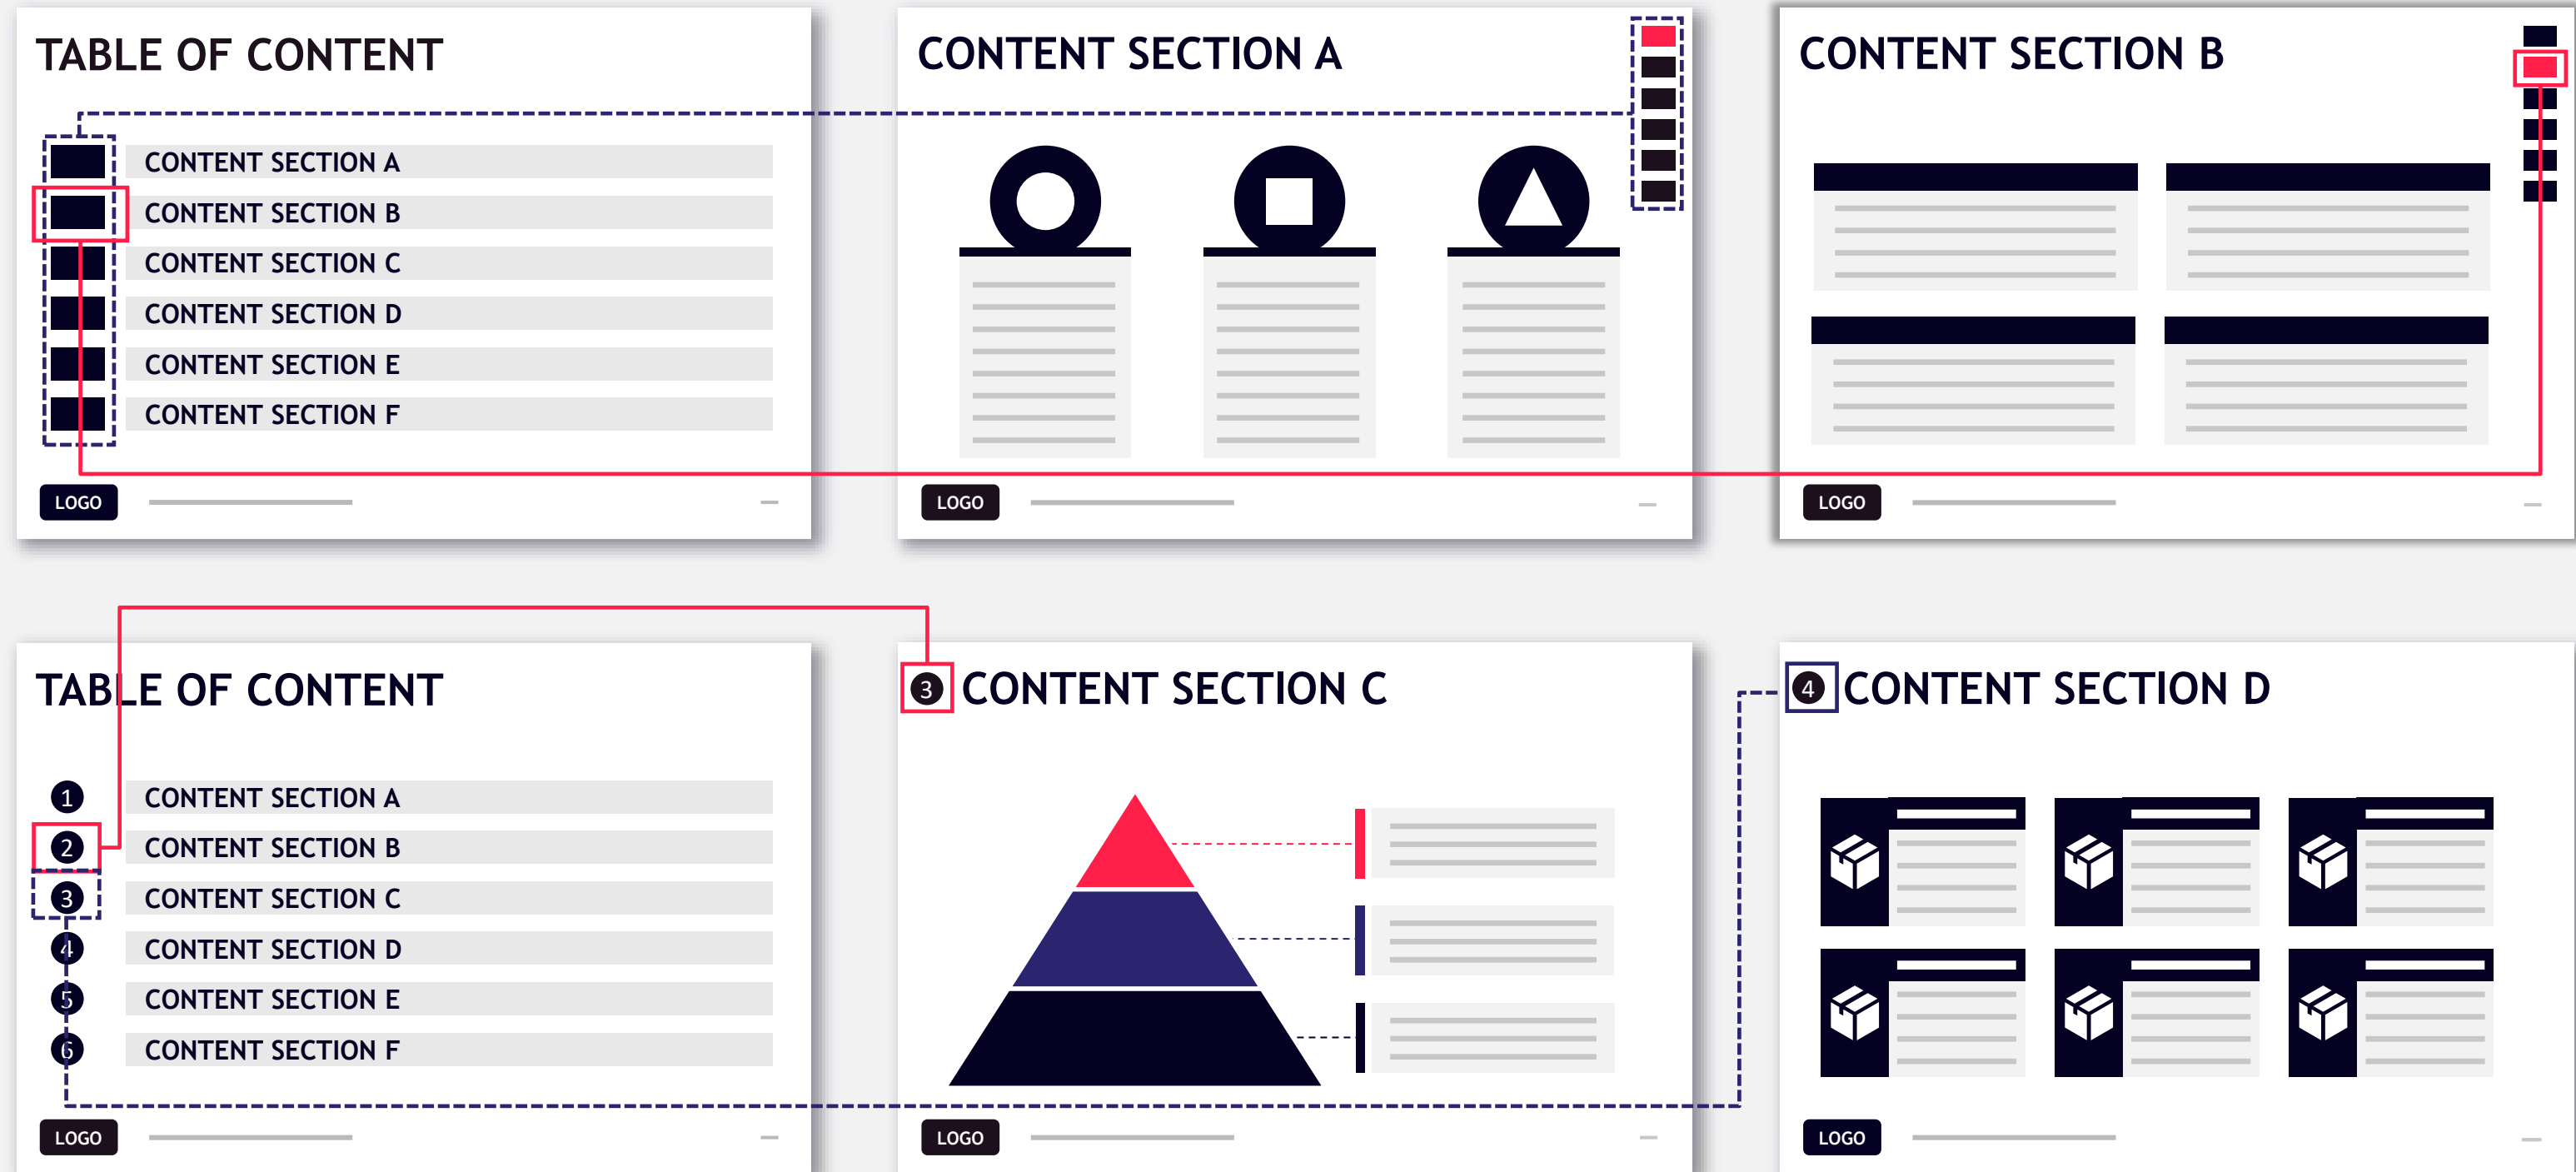 TABLE OF CONTENT
CONTENT SECTION A
CONTENT SECTION B
CONTENT SECTION C
CONTENT SECTION D
CONTENT SECTION E
CONTENT SECTION F
LOGO
CONTENT SECTION A
LOGO
CONTENT SECTION B
LOGO
TABLE OF CONTENT
1 CONTENT SECTION A
2 CONTENT SECTION B
3 CONTENT SECTION C
4 CONTENT SECTION D
5 CONTENT SECTION E
6 CONTENT SECTION F
LOGO
3 CONTENT SECTION C
LOGO
4 CONTENT SECTION D
LOGO